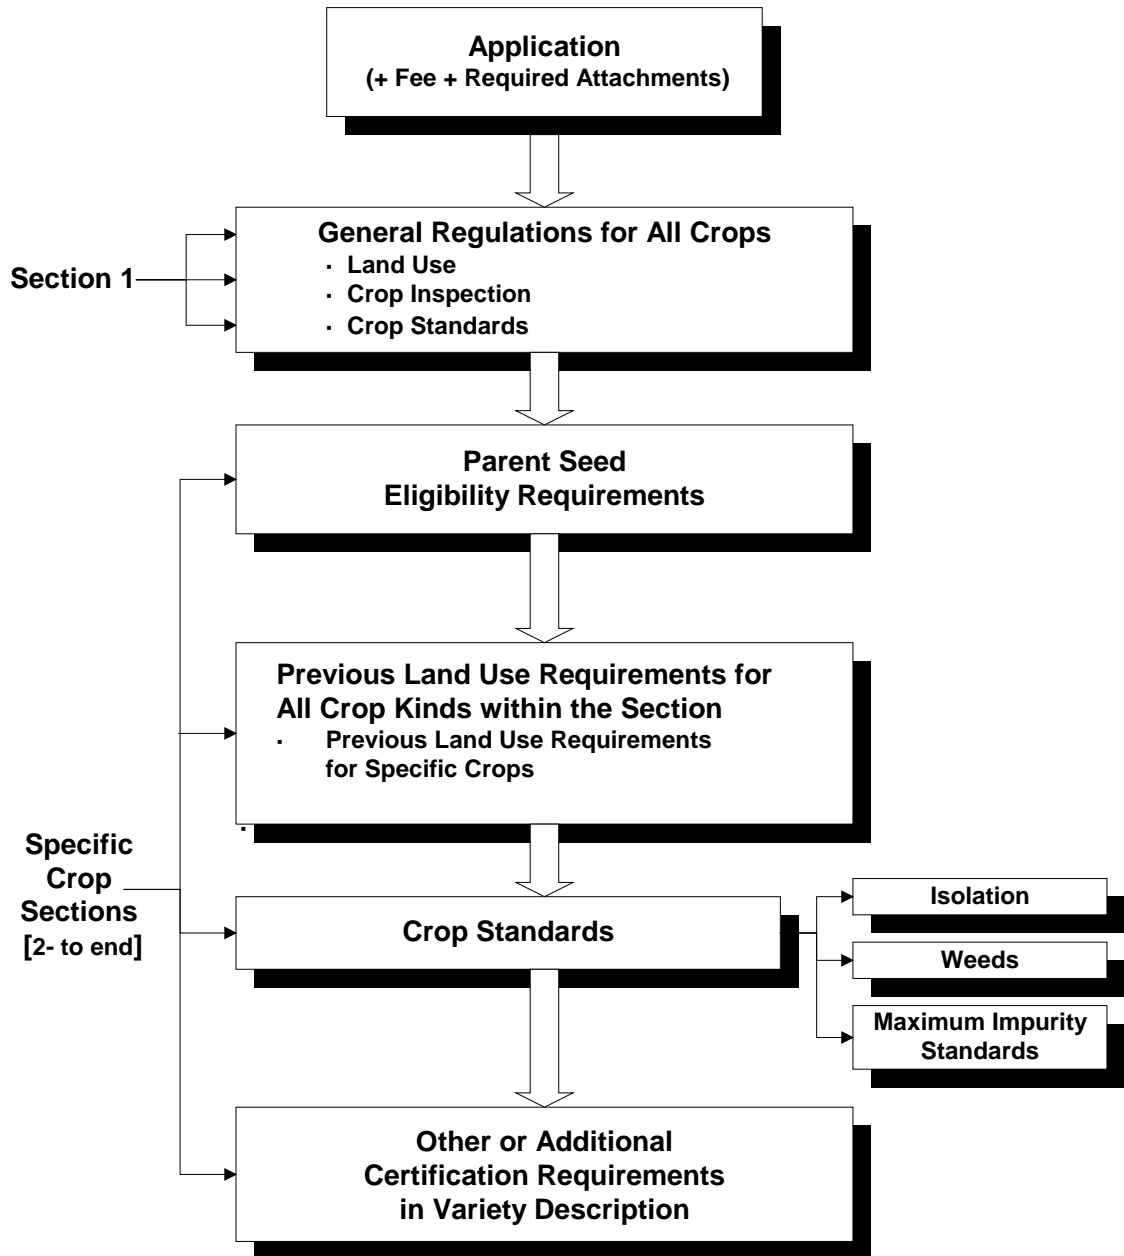 Application
(+ Fee + Required Attachments)
General Regulations for All Crops
· Land Use
· Crop Inspection
· Crop Standards
Section 1
Parent Seed
Eligibility Requirements
Previous Land Use Requirements for
All Crop Kinds within the Section
· Previous Land Use Requirements
for Specific Crops
.
Specific
Crop
Sections
[2- to end]
Crop Standards
Isolation
Weeds
Maximum Impurity
Standards
Other or Additional
Certification Requirements
in Variety Description